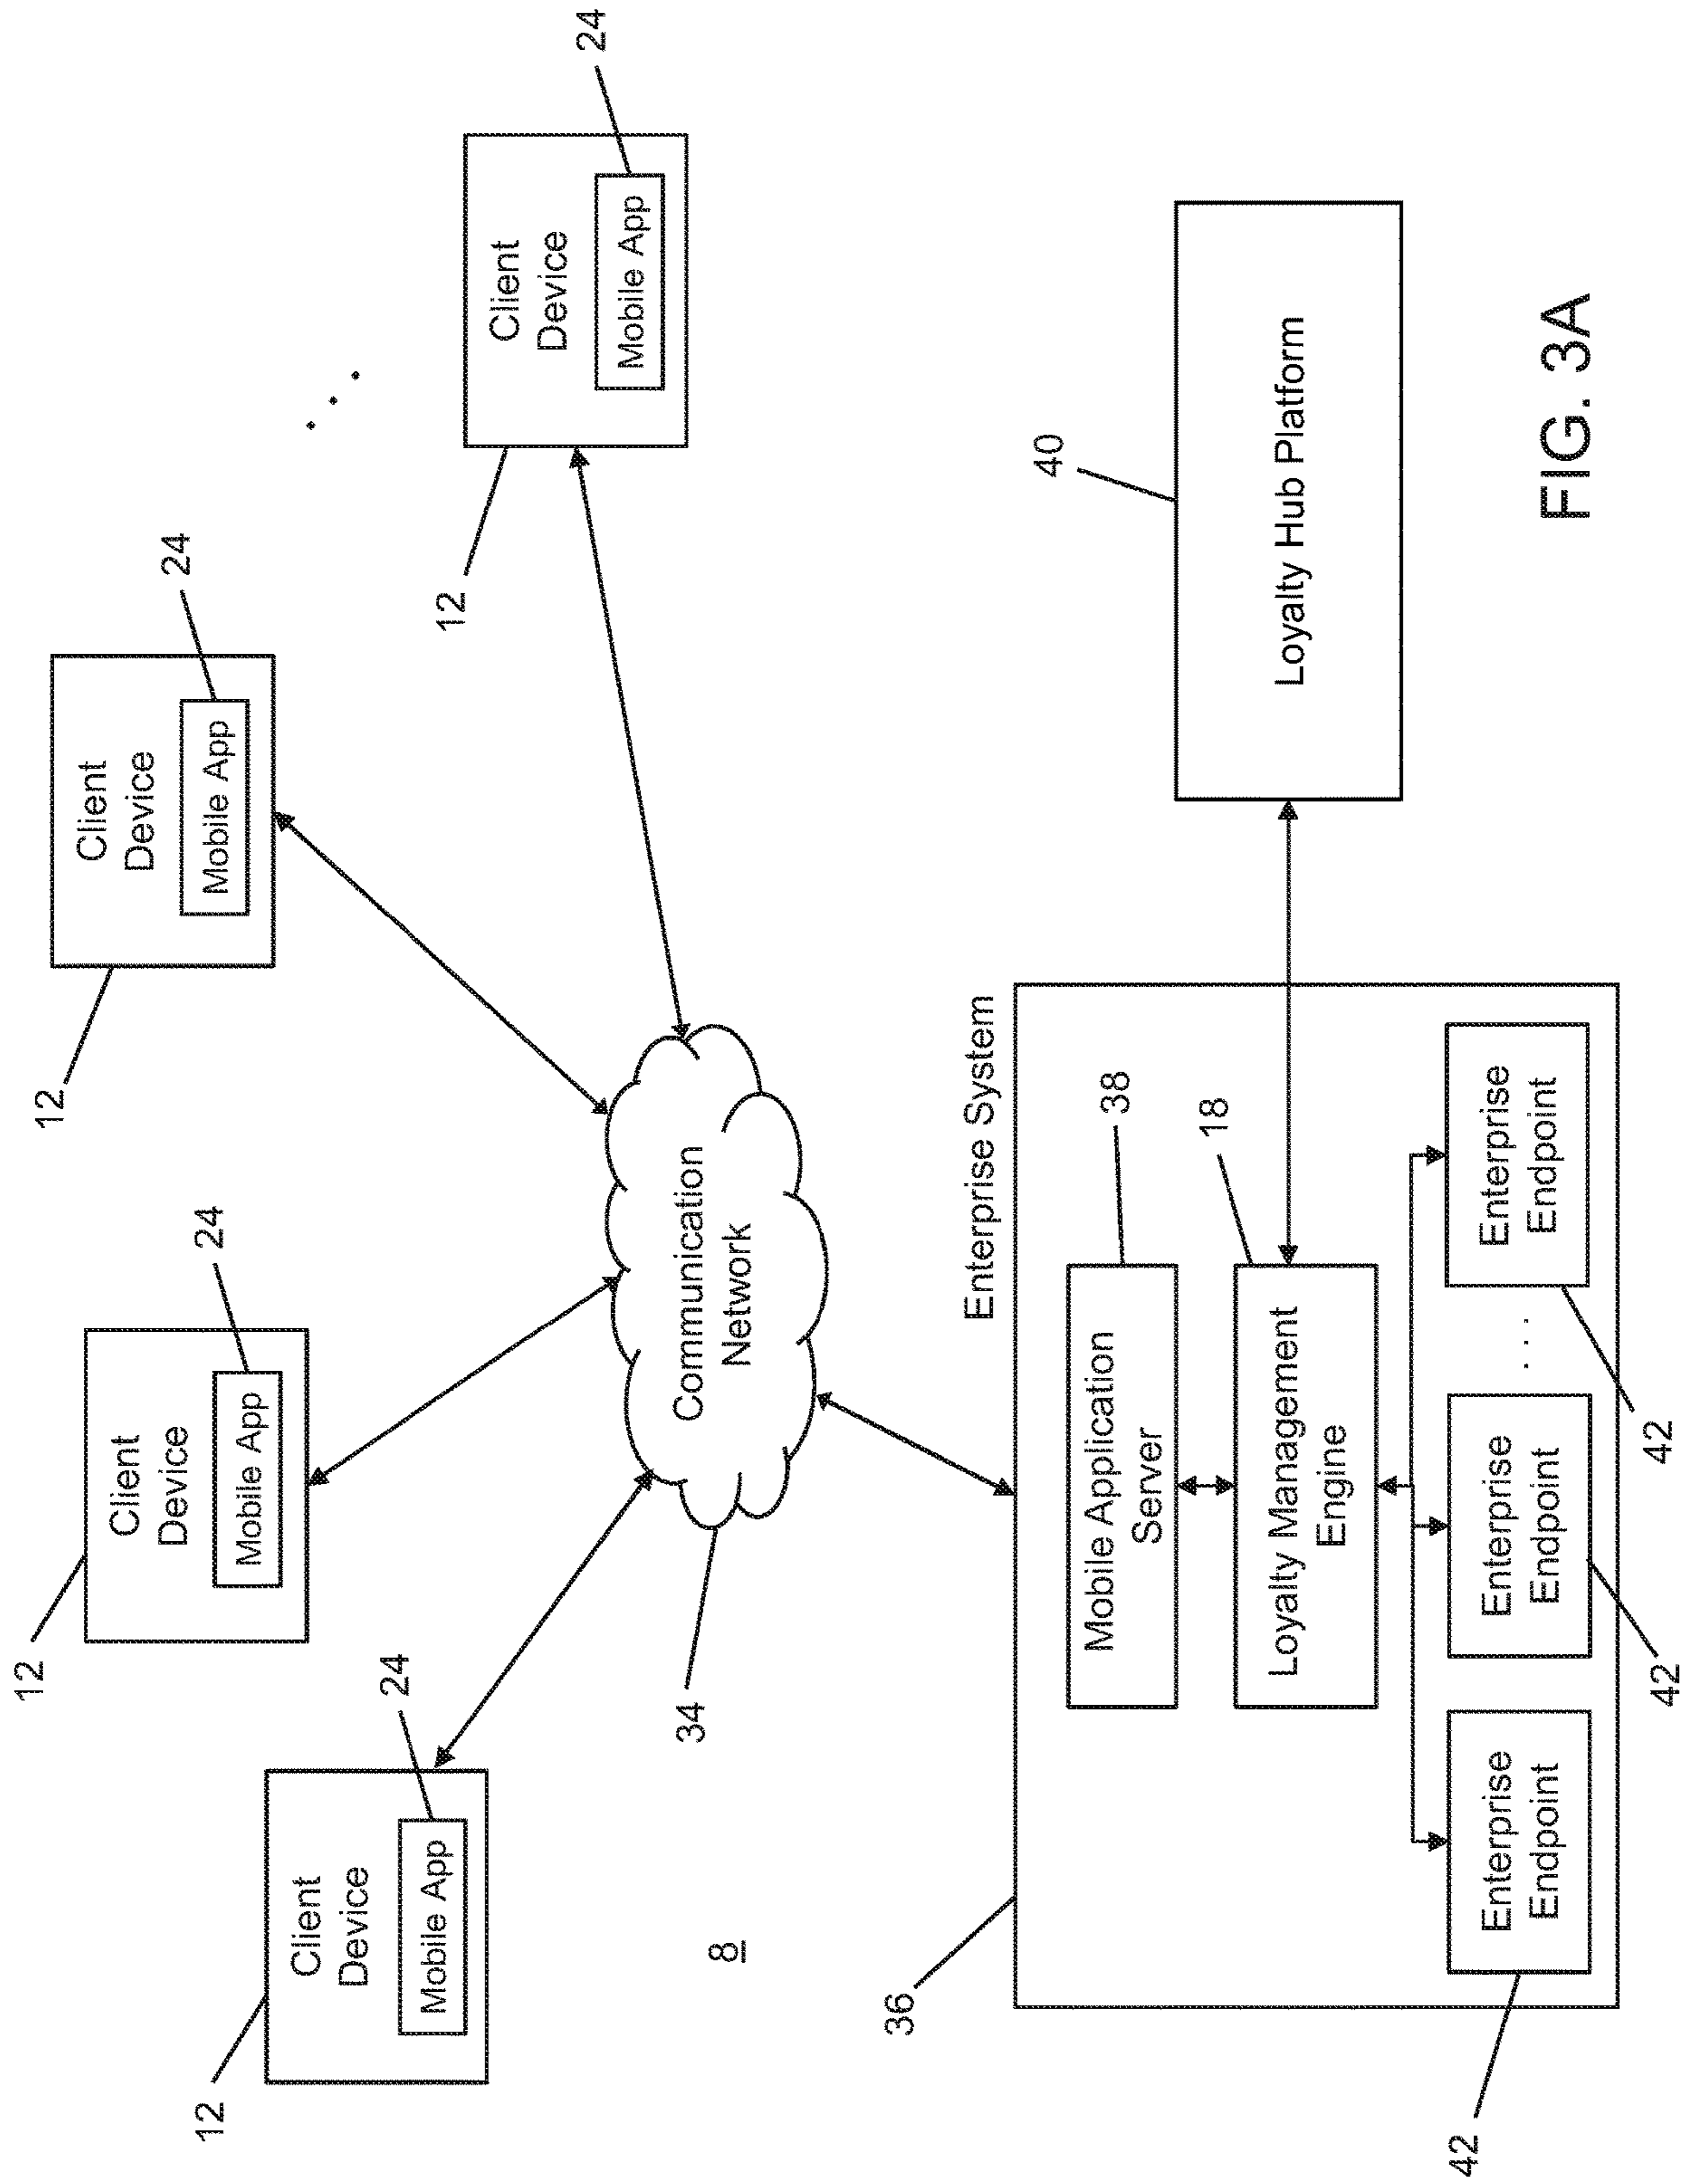 24
24
24
24
Client
Device
Mobile App
12
Client
Device
Mobile App
12
Client
Device
Mobile App
12
Client
Device
Mobile App
12
Communication
Network
34
8
Enterprise System
36
Mobile Application
Server
38
Loyalty Management
Engine
18
Loyalty Hub Platform
40
Enterprise
Endpoint
42
Enterprise
Endpoint
42
. . .
Enterprise
Endpoint
42
FIG. 3A